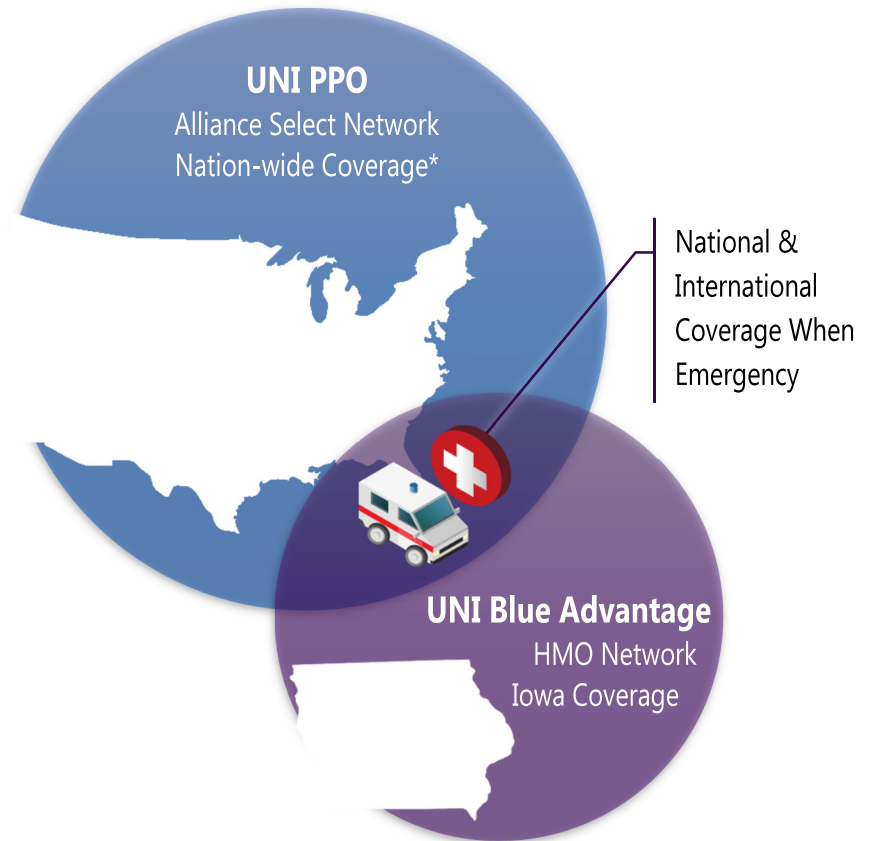 UNI PPO
Alliance Select Network
Nation-wide Coverage*
National &
International
Coverage When
Emergency
UNI Blue Advantage
HMO Network
Iowa Coverage